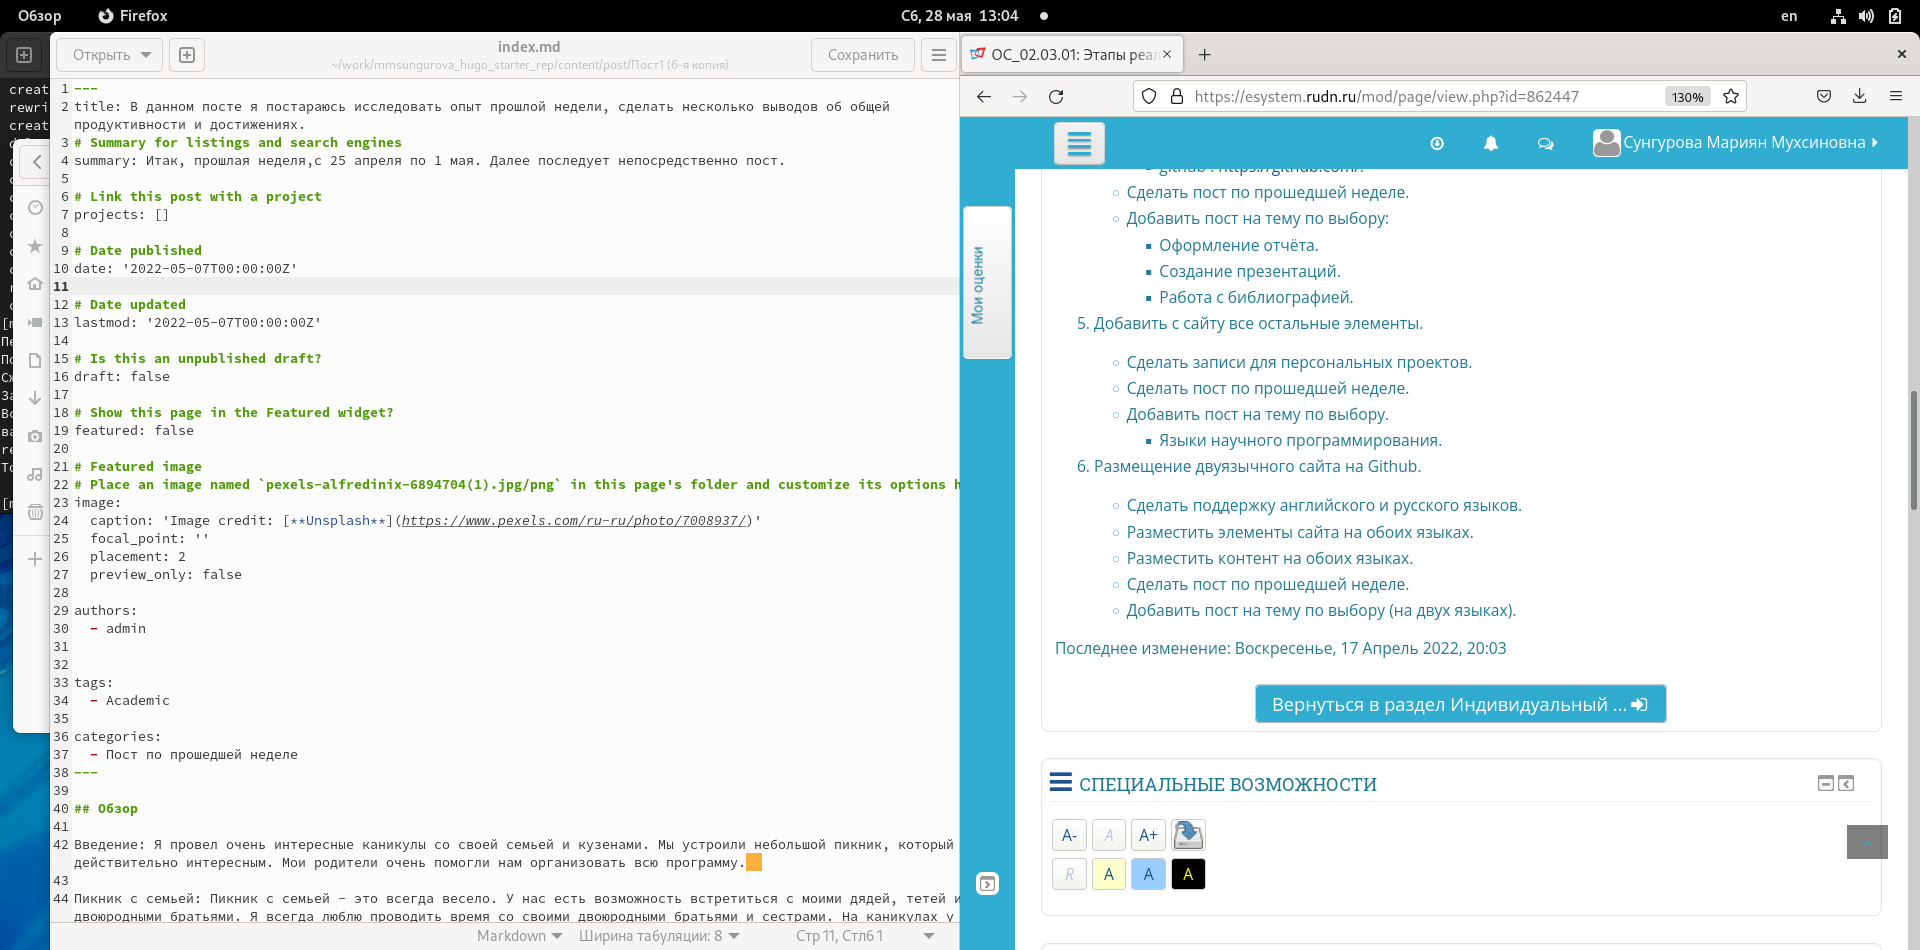 Обзор
Firefox
Сб, 28 мая 13:04
en
creat
rewri
creat
Открыть
index.md
~/work/mmsungurova_hugo_starter_rep/content/post/Пост1 (6-я копия)
Сохранить
1 ---
2 title: В данном посте я постараюсь исследовать опыт прошлой недели, сделать несколько выводов об общей
продуктивности и достижениях.
3 # Summary for listings and search engines
4 summary: Итак, прошлая неделя,с 25 апреля по 1 мая. Далее последует непосредственно пост.
5
6 # Link this post with a project
7 projects: []
8
9 # Date published
10 date: '2022-05-07T00:00:00Z'
11
12 # Date updated
13 lastmod: '2022-05-07T00:00:00Z'
14
15 # Is this an unpublished draft?
16 draft: false
17
18 # Show this page in the Featured widget?
19 featured: false
20
21 # Featured image
22 # Place an image named `pexels-alfredinix-6894704(1).jpg/png` in this page's folder and customize its options h
23 image:
24 caption: 'Image credit: [**Unsplash**](https://www.pexels.com/ru-ru/photo/7008937/)'
25 focal_point: ''
26 placement: 2
27 preview_only: false
28
29 authors:
30 - admin
31
32
33 tags:
34 - Academic
35
36 categories:
37 - Пост по прошедшей неделе
38 ---
39
40 ## Обзор
41
42 Введение: Я провел очень интересные каникулы со своей семьей и кузенами. Мы устроили небольшой пикник, который
действительно интересным. Мои родители очень помогли нам организовать всю программу.
43
44 Пикник с семьей: Пикник с семьей - это всегда весело. У нас есть возможность встретиться с моими дядей, тетей и
двоюродными братьями. Я всегда люблю проводить время со своими двоюродными братьями и сестрами. На каникулах у
Markdown
Ширина табуляции: 8
Стр 11, Стлб 1
ОС_02.03.01: Этапы реал
https://esystem.rudn.ru/mod/page/view.php?id=862447
130%
Сунгурова Мариян Мухсиновна
Мои оценки
github : https://github.com/.
Сделать пост по прошедшей неделе.
Добавить пост на тему по выбору:
Оформление отчёта.
Создание презентаций.
Работа с библиографией.
5. Добавить с сайту все остальные элементы.
Сделать записи для персональных проектов.
Сделать пост по прошедшей неделе.
Добавить пост на тему по выбору.
Языки научного программирования.
6. Размещение двуязычного сайта на Github.
Сделать поддержку английского и русского языков.
Разместить элементы сайта на обоих языках.
Разместить контент на обоих языках.
Сделать пост по прошедшей неделе.
Добавить пост на тему по выбору (на двух языках).
Последнее изменение: Воскресенье, 17 Апрель 2022, 20:03
Вернуться в раздел Индивидуальный ...
СПЕЦИАЛЬНЫЕ ВОЗМОЖНОСТИ
A- A A+
R A A A